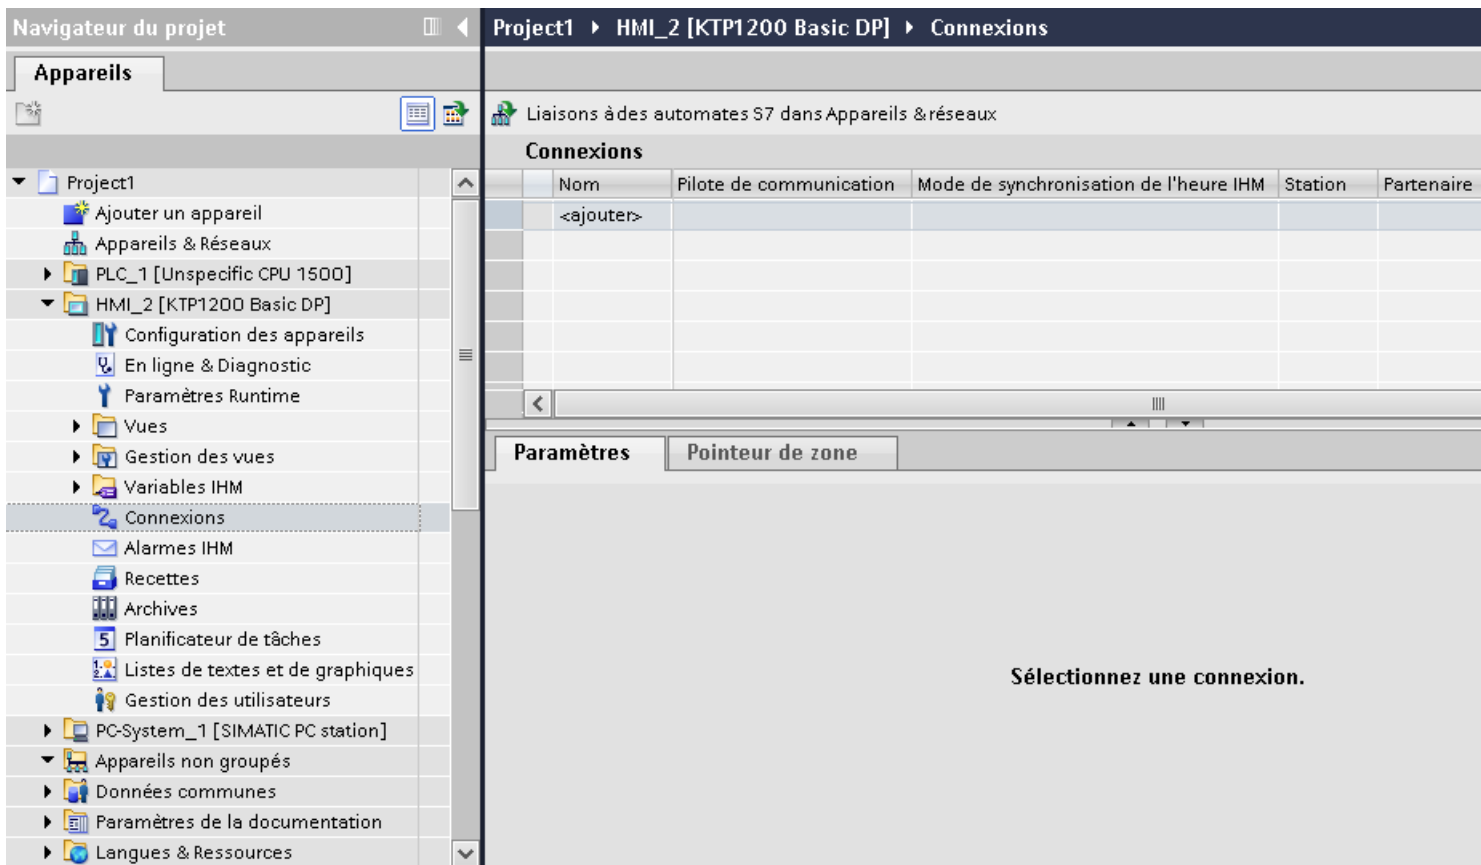 Navigateur du projet
Project1 HMI_2 [KTP1200 Basic DP] Connexions
Appareils
Liaisons à des automates S7 dans Appareils & réseaux
Connexions
Nom Pilote de communication Mode de synchronisation de l'heure IHM Station Partenaire
<ajouter>
Project1
Ajouter un appareil
Appareils & Réseaux
PLC_1 [Unspecific CPU 1500]
HMI_2 [KTP1200 Basic DP]
Configuration des appareils
En ligne & Diagnostic
Paramètres Runtime
Vues
Gestion des vues
Variables IHM
Connexions
Alarmes IHM
Recettes
Archives
Planificateur de tâches
Listes de textes et de graphiques
Gestion des utilisateurs
PC-System_1 [SIMATIC PC station]
Appareils non groupés
Données communes
Paramètres de la documentation
Langues & Ressources
Paramètres Pointeur de zone
Sélectionnez une connexion.